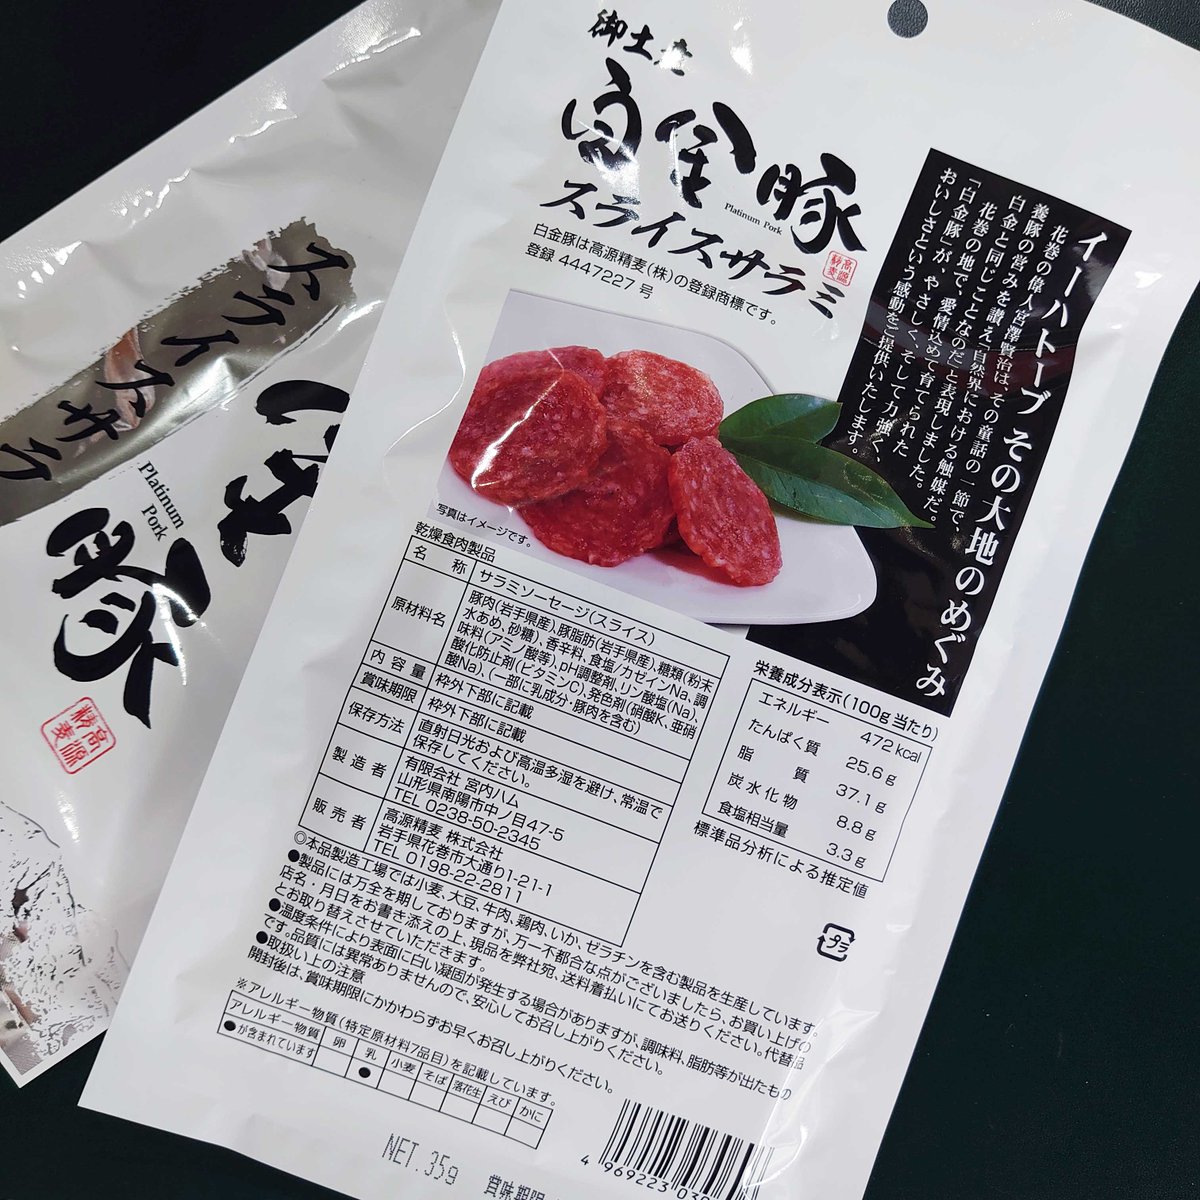 スライスサラ
Platinum
Pork
豚
高源
精麦
御土産
白金豚
Platinum Pork
スライスサラミ
高源
精麦
白金豚は高源精麦(株)の登録商標です。
登録 4447227 号
イーハトーブ その大地のめぐみ
花巻の偉人宮澤賢治は、その童話の一節で、
養豚の営みを讃え「自然界における触媒だ。
白金と同じことなのだ」と表現しました。
花巻の地で、愛情込めて育てられた
「白金豚」が、やさしく、そして力強く、
おいしさという感動をご提供いたします。
写真はイメージです。
乾燥食肉製品
名 称 サラミソーセージ(スライス)
原材料名 豚肉(岩手県産)、豚脂肪(岩手県産)、糖類(粉末
水あめ、砂糖)、香辛料、食塩/カゼインNa、調
味料(アミノ酸等)、pH調整剤、リン酸塩(Na)、
酸化防止剤(ビタミンC)、発色剤(硝酸K、亜硝
酸Na)、(一部に乳成分・豚肉を含む)
内 容 量 枠外下部に記載
賞味期限 枠外下部に記載
保存方法 直射日光および高温多湿を避け、常温で
保存してください。
製 造 者 有限会社 宮内ハム
山形県南陽市中ノ目47-5
TEL 0238-50-2345
販 売 者 高源精麦 株式会社
岩手県花巻市大通り1-21-1
TEL 0198-22-2811
栄養成分表示(100g当たり)
エネルギー 472kcal
たんぱく質 25.6g
脂 質 37.1g
炭水化物 8.8g
食塩相当量 3.3g
標準品分析による推定値
プラ
◎本品製造工場では小麦、大豆、牛肉、鶏肉、いか、ゼラチンを含む製品を生産しています。
●製品には万全を期しておりますが、万一不都合な点がございましたら、お買い上げの
店名・月日をお書き添えの上、現品を弊社宛、送料着払いにてお送りください。代替品
とお取り替えさせていただきます。
●温度条件により表面に白い凝固が発生する場合がありますが、調味料、脂肪等が出たもの
です。品質には異常ありませんので、安心してお召し上がりください。
●取扱い上の注意
開封後は、賞味期限にかかわらずお早くお召し上がりください。
※アレルギー物質(特定原材料7品目)を記載しています。
アレルギー物質 卵 乳 小麦 そば 落花生 えび かに
●が含まれています ●
NET.35g
賞味期限
4 969223 030